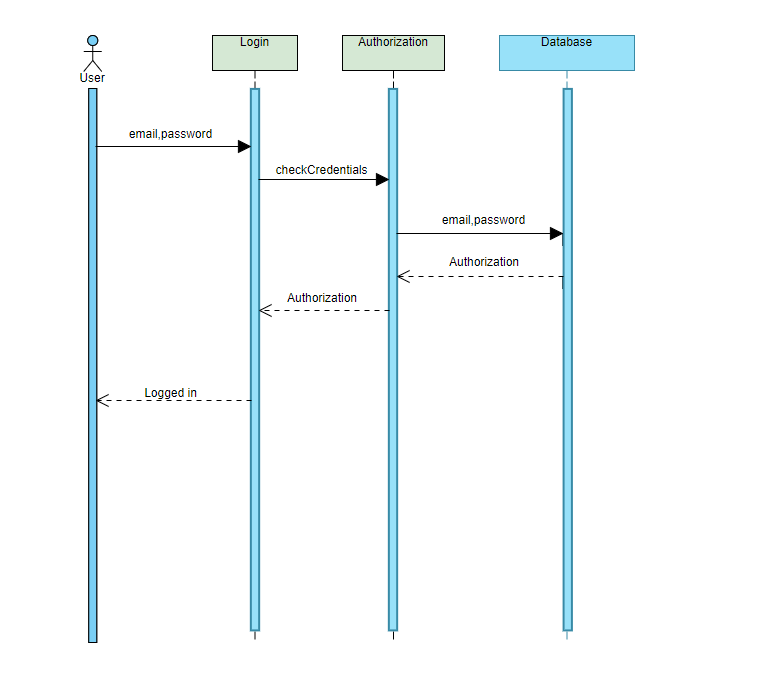 Login
Authorization
Database
User
email,password
checkCredentials
email,password
Authorization
Authorization
Logged in